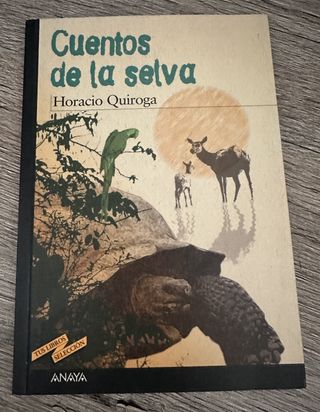 Cuentos
de la selva
Horacio Quiroga
TUS LIBROS
SELECCIÓN
ANAYA